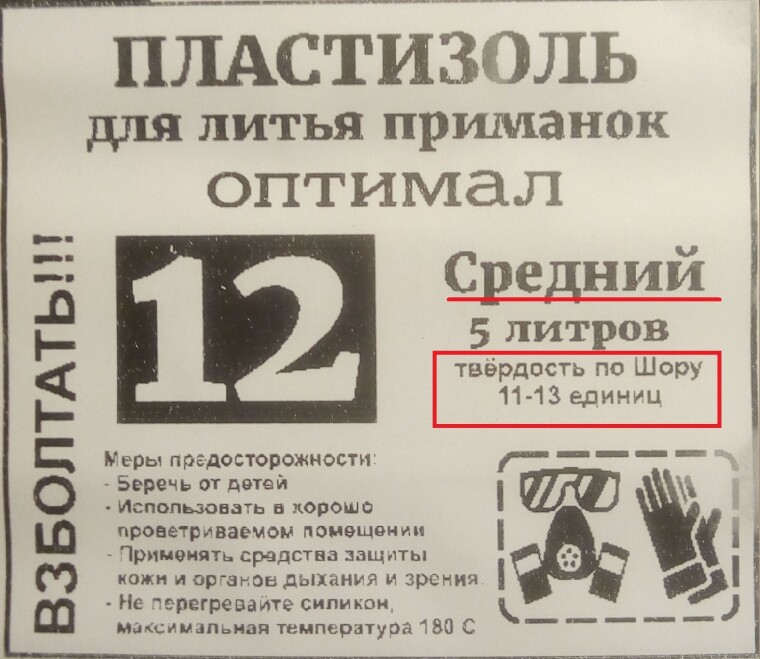 ПЛАСТИЗОЛЬ
для литья приманок
оптимал
ВЗБОЛТАТЬ!!!
12
Средний
5 литров
твёрдость по Шору
11-13 единиц
Меры предосторожности:
- Беречь от детей
- Использовать в хорошо
проветриваемом помещении
- Применять средства защиты
кожи и органов дыхания и зрения.
- Не перегревайте силикон,
максимальная температура 180 С